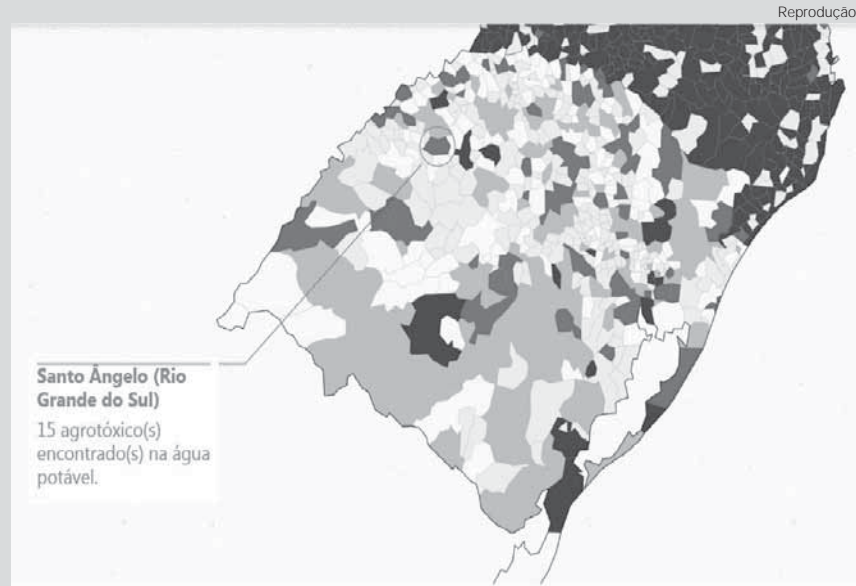 Reprodução
Santo Ângelo (Rio
Grande do Sul)
15 agrotóxico(s)
encontrado(s) na água
potável.